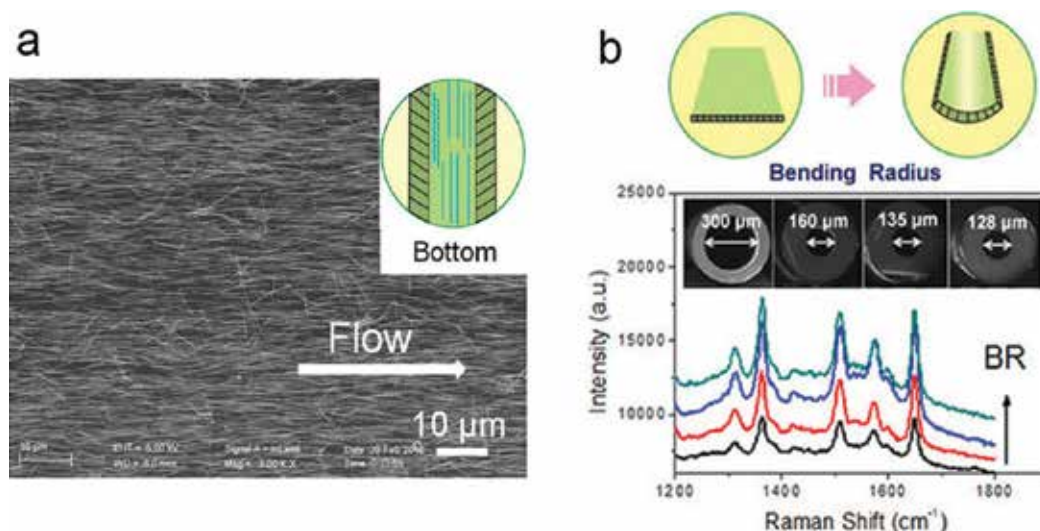 a
Bottom
Flow
10 µm
b
Bending Radius
300 µm 160 µm 135 µm 128 µm
25000
20000
15000
10000
Intensity (a.u.)
BR
1200 1400 1600 1800
Raman Shift (cm⁻¹)